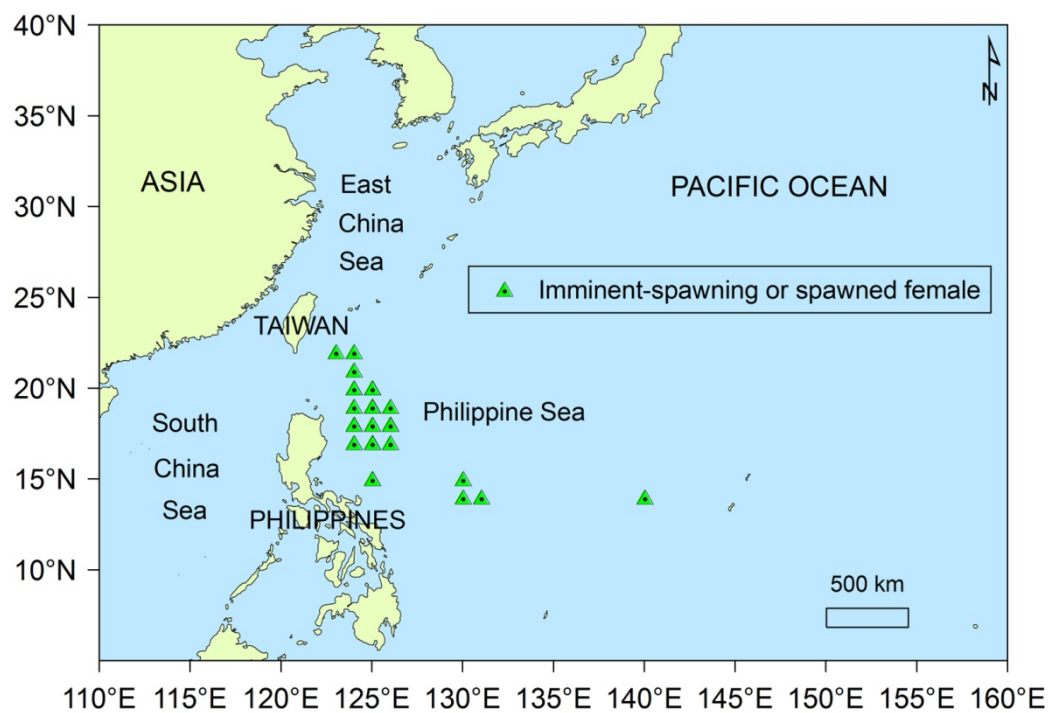 40°N
35°N
30°N
25°N
20°N
15°N
10°N
N
ASIA
East
China
Sea
PACIFIC OCEAN
Imminent-spawning or spawned female
TAIWAN
South
China
Sea
Philippine Sea
PHILIPPINES
500 km
110°E 115°E 120°E 125°E 130°E 135°E 140°E 145°E 150°E 155°E 160°E